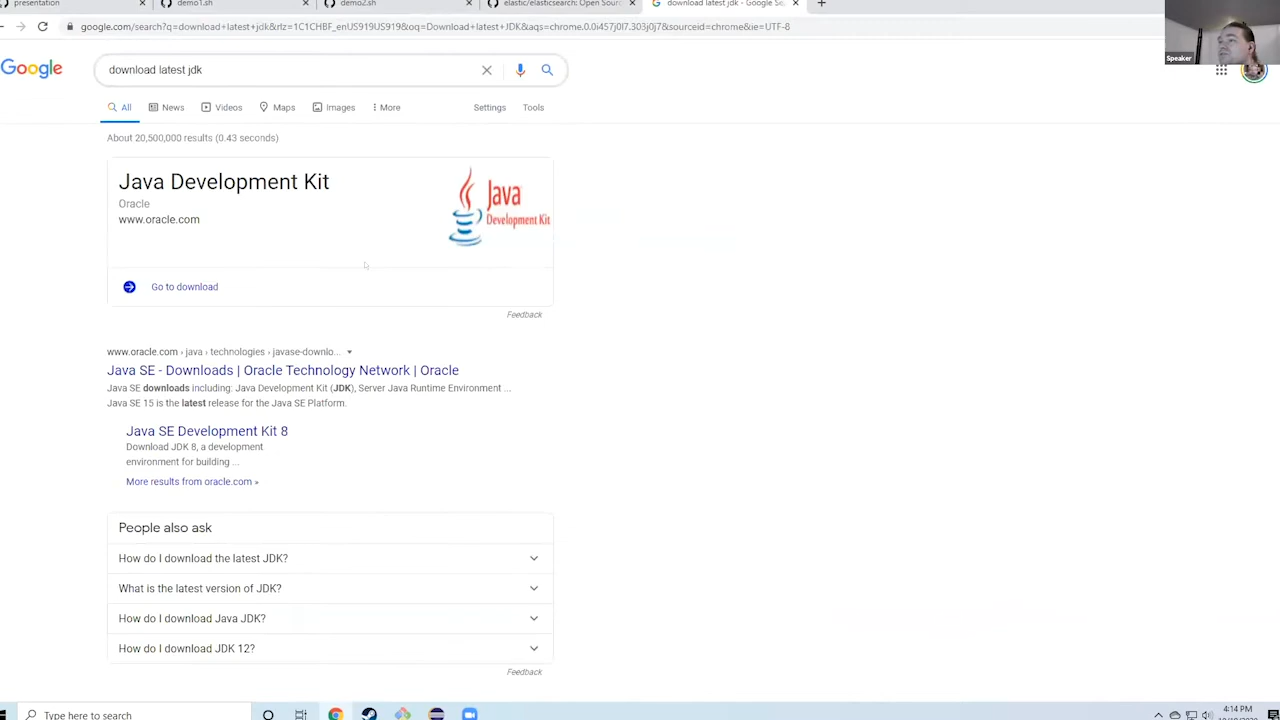 presentation
demo1.sh
demo2.sh
elastic/elasticsearch: Open Sourc
download latest jdk - Google Se
google.com/search?q=download+latest+jdk&rlz=1C1CHBF_enUS919US919&oq=Download+latest+JDK&aqs=chrome.0.0i457j0l7.303j0j7&sourceid=chrome&ie=UTF-8
Speaker
Google
download latest jdk
All
News
Videos
Maps
Images
More
Settings
Tools
About 20,500,000 results (0.43 seconds)
Java Development Kit
Oracle
www.oracle.com
Java
Development Kit
Go to download
Feedback
www.oracle.com › java › technologies › javase-downlo...
Java SE - Downloads | Oracle Technology Network | Oracle
Java SE downloads including: Java Development Kit (JDK), Server Java Runtime Environment ...
Java SE 15 is the latest release for the Java SE Platform.
Java SE Development Kit 8
Download JDK 8, a development
environment for building ...
More results from oracle.com »
People also ask
How do I download the latest JDK?
What is the latest version of JDK?
How do I download Java JDK?
How do I download JDK 12?
Feedback
Type here to search
4:14 PM